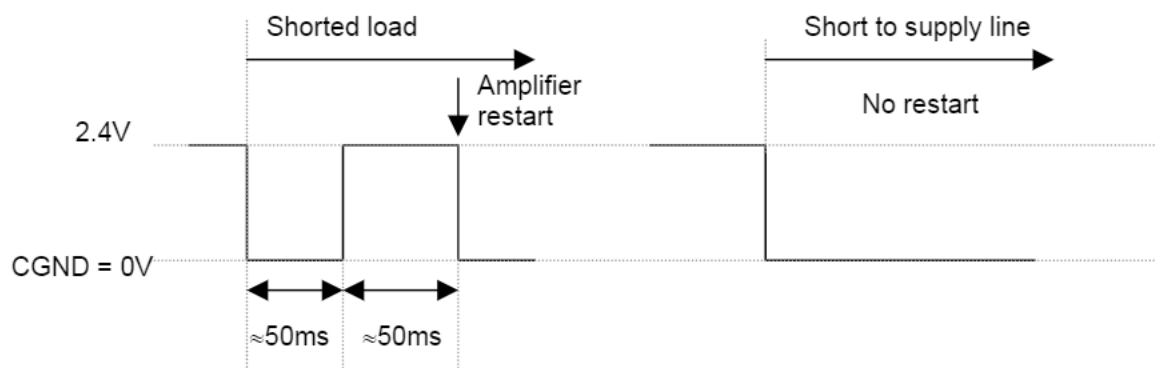 Shorted load
Short to supply line
Amplifier
restart
No restart
2.4V
CGND = 0V
≈50ms
≈50ms